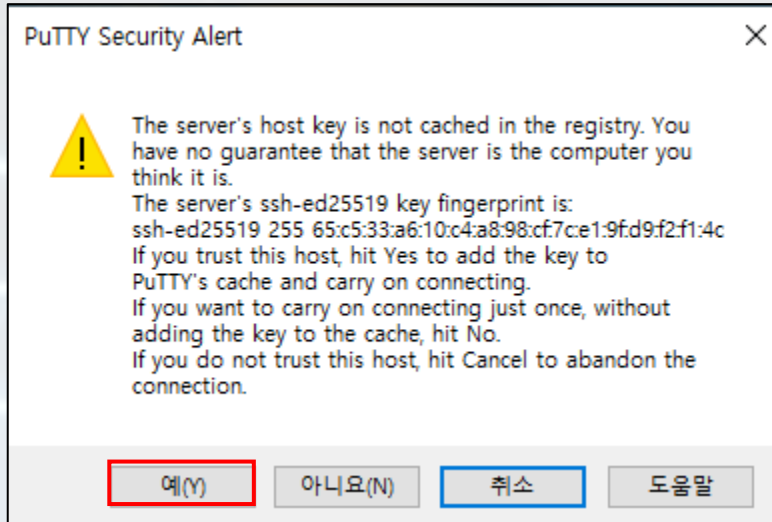 PuTTY Security Alert
The server's host key is not cached in the registry. You
have no guarantee that the server is the computer you
think it is.
The server's ssh-ed25519 key fingerprint is:
ssh-ed25519 255 65:c5:33:a6:10:c4:a8:98:cf:7c:e1:9f:d9:f2:f1:4c
If you trust this host, hit Yes to add the key to
PuTTY's cache and carry on connecting.
If you want to carry on connecting just once, without
adding the key to the cache, hit No.
If you do not trust this host, hit Cancel to abandon the
connection.
예(Y) 아니요(N) 취소 도움말